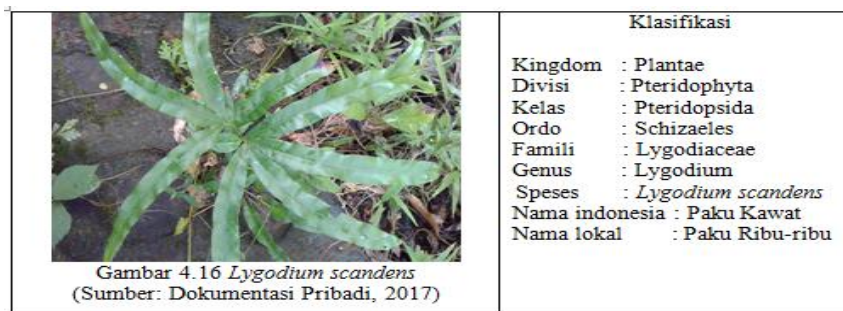 Gambar 4.16 Lygodium scandens
(Sumber: Dokumentasi Pribadi, 2017)
Klasifikasi
Kingdom : Plantae
Divisi : Pteridophyta
Kelas : Pteridopsida
Ordo : Schizaeles
Famili : Lygodiaceae
Genus : Lygodium
Speses : Lygodium scandens
Nama indonesia : Paku Kawat
Nama lokal : Paku Ribu-ribu